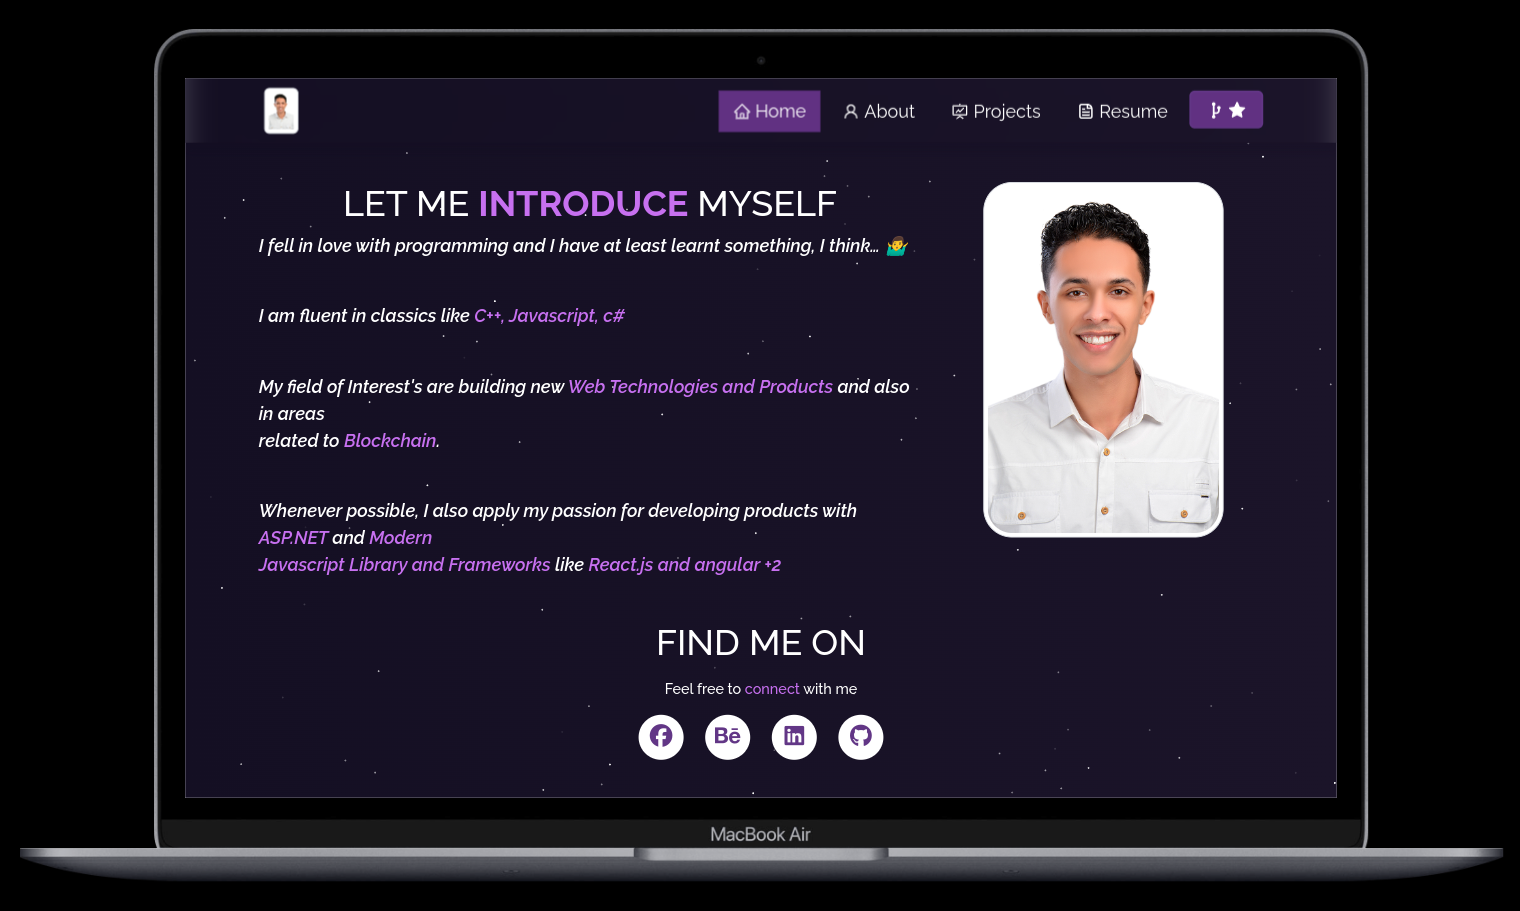 Home About Projects Resume
LET ME INTRODUCE MYSELF
I fell in love with programming and I have at least learnt something, I think... 🤷‍♂️
I am fluent in classics like C++, Javascript, c#
My field of Interest's are building new Web Technologies and Products and also
in areas
related to Blockchain.
Whenever possible, I also apply my passion for developing products with
ASP.NET and Modern
Javascript Library and Frameworks like React.js and angular +2
FIND ME ON
Feel free to connect with me
Bē
in
MacBook Air